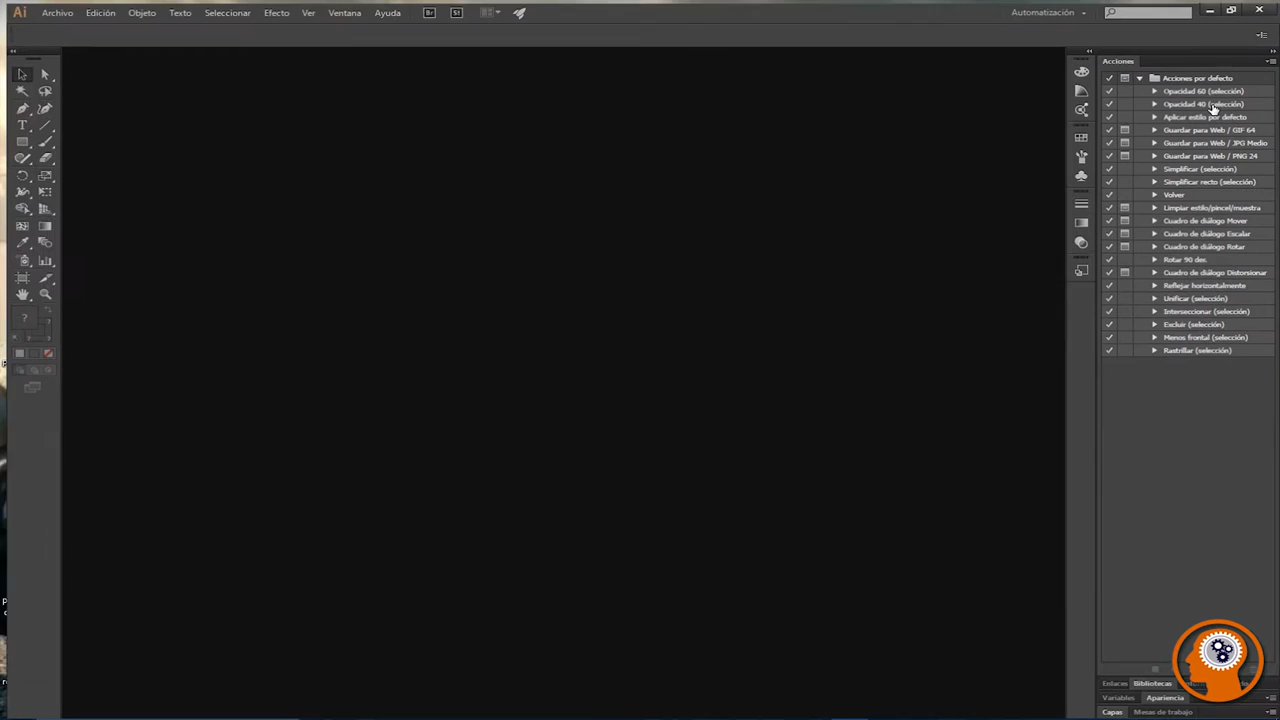 Ai Archivo Edición Objeto Texto Seleccionar Efecto Ver Ventana Ayuda Br St Automatización
Acciones
Acciones por defecto
Opacidad 60 (selección)
Opacidad 40 (selección)
Aplicar estilo por defecto
Guardar para Web / GIF 64
Guardar para Web / JPG Medio
Guardar para Web / PNG 24
Simplificar (selección)
Simplificar recto (selección)
Volver
Limpiar estilo/pincel/muestra
Cuadro de diálogo Mover
Cuadro de diálogo Escalar
Cuadro de diálogo Rotar
Rotar 90 der.
Cuadro de diálogo Distorsionar
Reflejar horizontalmente
Unificar (selección)
Interseccionar (selección)
Excluir (selección)
Menos frontal (selección)
Rastrillar (selección)
Enlaces Bibliotecas
Variables Apariencia
Capas Mesas de trabajo